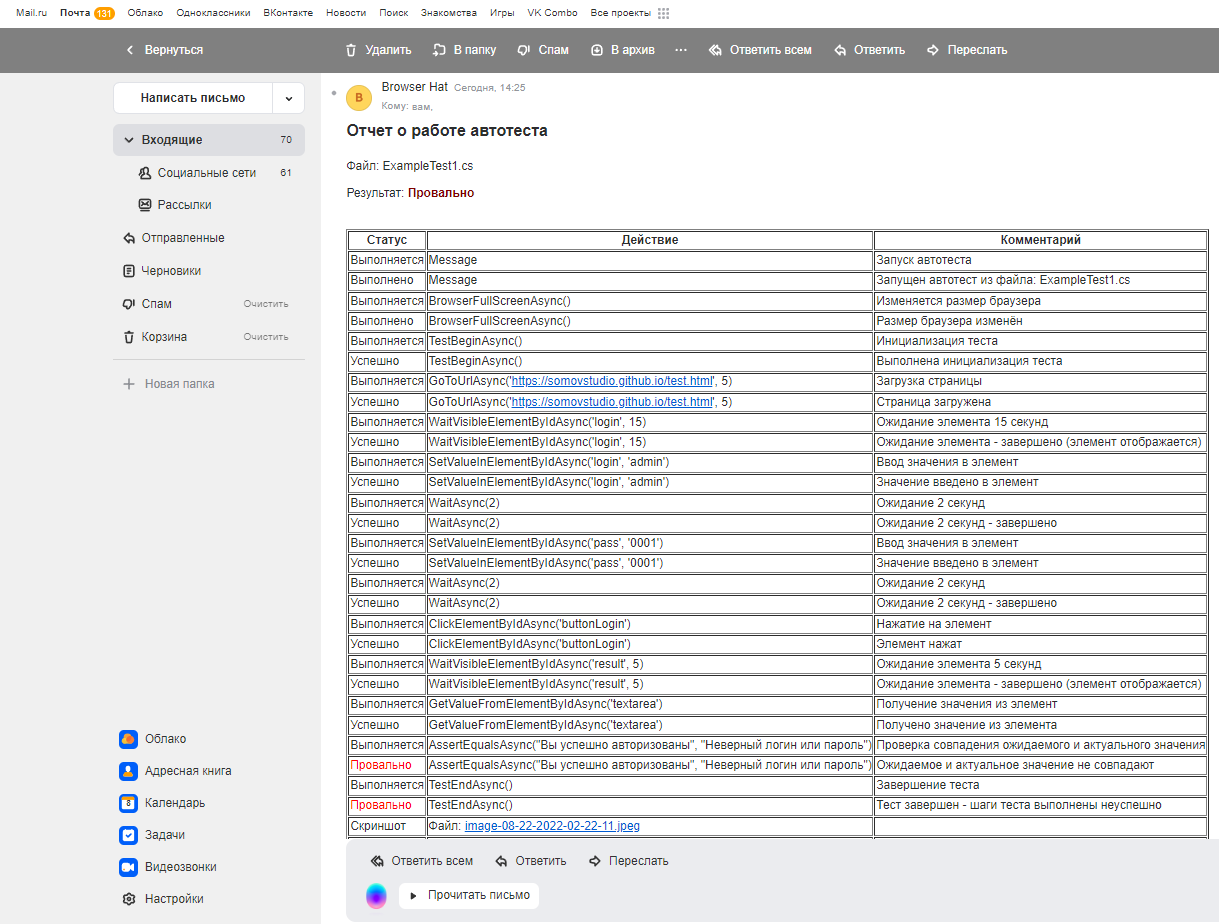 Mail.ru Почта 131 Облако Одноклассники ВКонтакте Новости Поиск Знакомства Игры VK Combo Все проекты
Вернуться Удалить В папку Спам В архив ... Ответить всем Ответить Переслать
Написать письмо
Входящие 70
Социальные сети 61
Рассылки
Отправленные
Черновики
Спам Очистить
Корзина Очистить
Новая папка
Облако
Адресная книга
8 Календарь
Задачи
Видеозвонки
Настройки
B Browser Hat Сегодня, 14:25
Кому: вам,
Отчет о работе автотеста
Файл: ExampleTest1.cs
Результат: Провально
Статус Действие Комментарий
Выполняется Message Запуск автотеста
Выполнено Message Запущен автотест из файла: ExampleTest1.cs
Выполняется BrowserFullScreenAsync() Изменяется размер браузера
Выполнено BrowserFullScreenAsync() Размер браузера изменён
Выполняется TestBeginAsync() Инициализация теста
Успешно TestBeginAsync() Выполнена инициализация теста
Выполняется GoToUrlAsync('https://somovstudio.github.io/test.html', 5) Загрузка страницы
Успешно GoToUrlAsync('https://somovstudio.github.io/test.html', 5) Страница загружена
Выполняется WaitVisibleElementByIdAsync('login', 15) Ожидание элемента 15 секунд
Успешно WaitVisibleElementByIdAsync('login', 15) Ожидание элемента - завершено (элемент отображается)
Выполняется SetValueInElementByIdAsync('login', 'admin') Ввод значения в элемент
Успешно SetValueInElementByIdAsync('login', 'admin') Значение введено в элемент
Выполняется WaitAsync(2) Ожидание 2 секунд
Успешно WaitAsync(2) Ожидание 2 секунд - завершено
Выполняется SetValueInElementByIdAsync('pass', '0001') Ввод значения в элемент
Успешно SetValueInElementByIdAsync('pass', '0001') Значение введено в элемент
Выполняется WaitAsync(2) Ожидание 2 секунд
Успешно WaitAsync(2) Ожидание 2 секунд - завершено
Выполняется ClickElementByIdAsync('buttonLogin') Нажатие на элемент
Успешно ClickElementByIdAsync('buttonLogin') Элемент нажат
Выполняется WaitVisibleElementByIdAsync('result', 5) Ожидание элемента 5 секунд
Успешно WaitVisibleElementByIdAsync('result', 5) Ожидание элемента - завершено (элемент отображается)
Выполняется GetValueFromElementByIdAsync('textarea') Получение значения из элемент
Успешно GetValueFromElementByIdAsync('textarea') Получено значение из элемента
Выполняется AssertEqualsAsync("Вы успешно авторизованы", "Неверный логин или пароль") Проверка совпадения ожидаемого и актуального значения
Провально AssertEqualsAsync("Вы успешно авторизованы", "Неверный логин или пароль") Ожидаемое и актуальное значение не совпадают
Выполняется TestEndAsync() Завершение теста
Провально TestEndAsync() Тест завершен - шаги теста выполнены неуспешно
Скриншот Файл: image-08-22-2022-02-22-11.jpeg
Ответить всем Ответить Переслать
Прочитать письмо